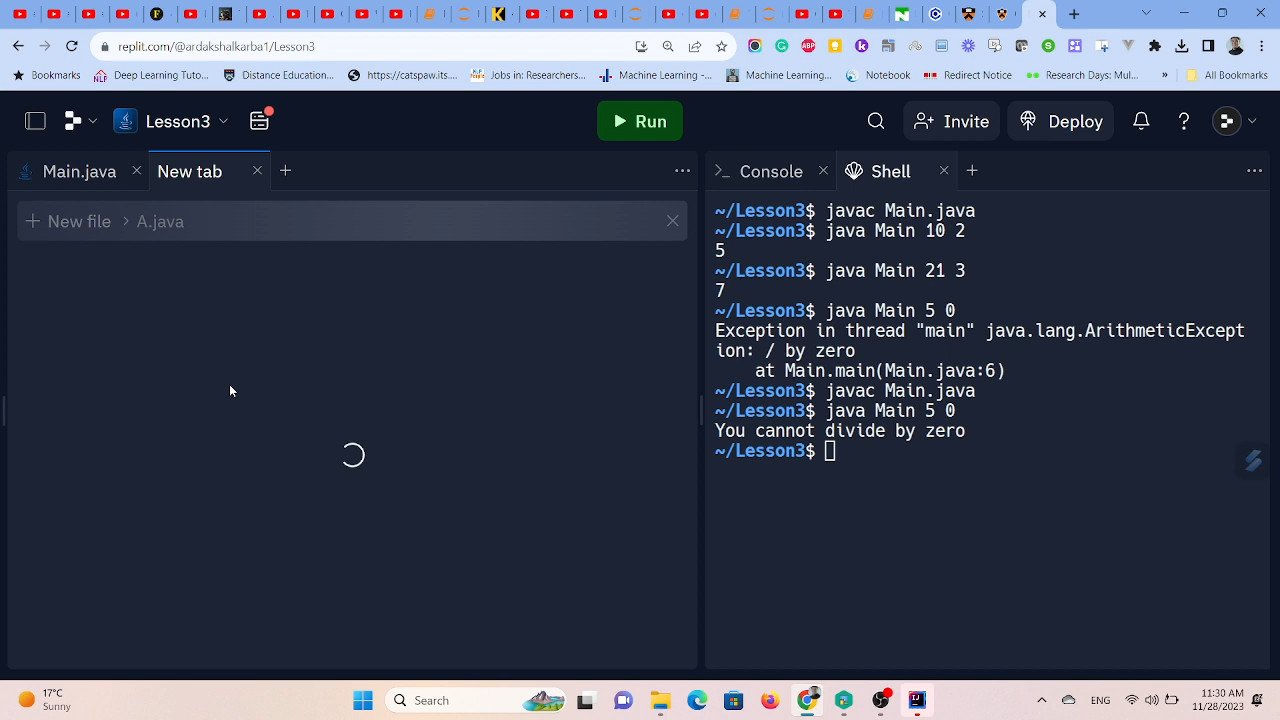 replit.com/@dakshalkalba1/Lesson3
Bookmarks
Deep Learning Tuto...
Distance Education...
https://catspaw.its....
Jobs in Researchers...
Machine Learning -...
Machine Learning...
Notebook
Redirect Notice
Research Days: Mul...
»
All Bookmarks
Lesson3
Run
Invite
Deploy
Main.java
New tab
Console
Shell
New file > A.java
~/Lesson3$ javac Main.java
~/Lesson3$ java Main 10 2
5
~/Lesson3$ java Main 21 3
7
~/Lesson3$ java Main 5 0
Exception in thread "main" java.lang.ArithmeticExcept
ion: / by zero
at Main.main(Main.java:6)
~/Lesson3$ javac Main.java
~/Lesson3$ java Main 5 0
You cannot divide by zero
~/Lesson3$
17°C
Sunny
Search
ENG
11:30 AM
11/28/2023